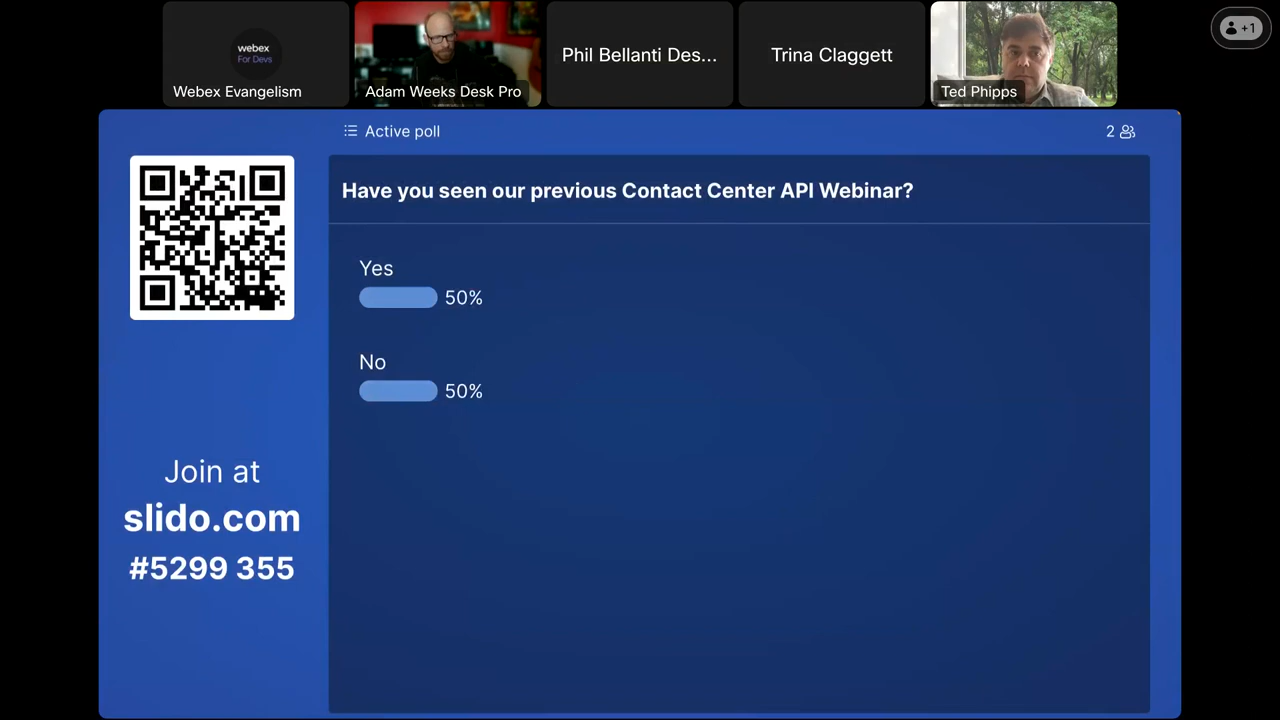 webex
For Devs
Webex Evangelism
Adam Weeks Desk Pro
Phil Bellanti Des...
Trina Claggett
Ted Phipps
+1
Active poll
2
Have you seen our previous Contact Center API Webinar?
Yes
50%
No
50%
Join at
slido.com
#5299 355